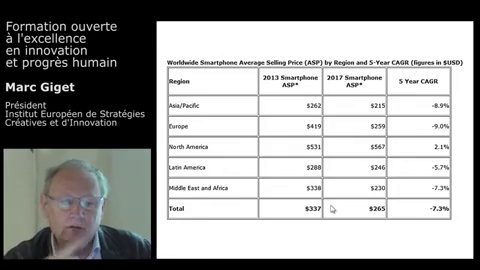 Formation ouverte
à l'excellence
en innovation
et progrès humain
Marc Giget
Président
Institut Européen de Stratégies
Créatives et d'Innovation
Worldwide Smartphone Average Selling Price (ASP) by Region and 5-Year CAGR (figures in $USD)
Region 2013 Smartphone ASP* 2017 Smartphone ASP* 5 Year CAGR
Asia/Pacific $262 $215 -8.9%
Europe $419 $259 -9.0%
North America $531 $567 2.1%
Latin America $288 $246 -5.7%
Middle East and Africa $338 $230 -7.3%
Total $337 $265 -7.3%